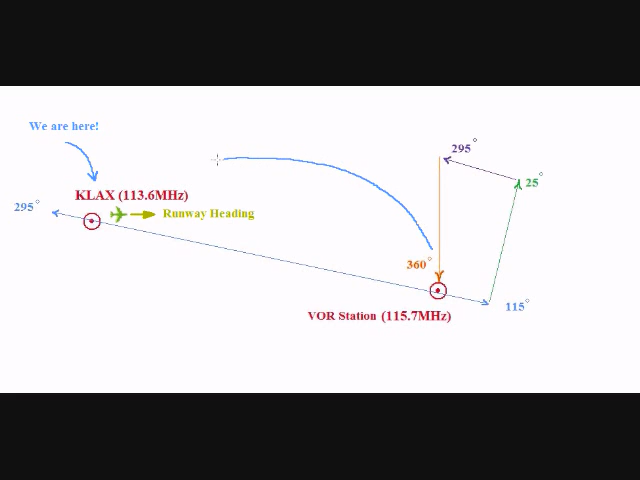 We are here!
295°
KLAX (113.6MHz)
25°
295°
Runway Heading
360°
115°
VOR Station (115.7MHz)